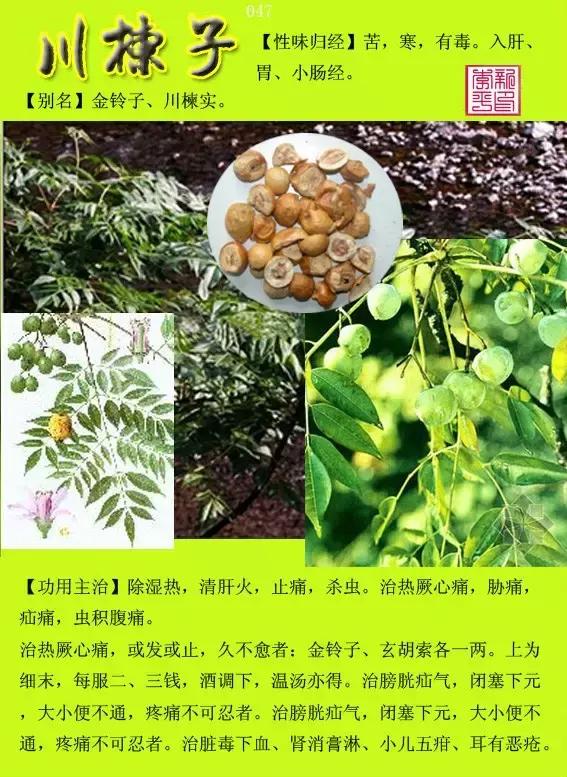 047
川楝子
【性味归经】苦，寒，有毒。入肝、
胃、小肠经。
【别名】金铃子、川楝实。
【功用主治】除湿热，清肝火，止痛，杀虫。治热厥心痛，胁痛，
疝痛，虫积腹痛。
治热厥心痛，或发或止，久不愈者：金铃子、玄胡索各一两。上为
细末，每服二、三钱，酒调下，温汤亦得。治膀胱疝气，闭塞下元
，大小便不通，疼痛不可忍者。治膀胱疝气，闭塞下元，大小便不
通，疼痛不可忍者。治脏毒下血、肾消膏淋、小儿五疳、耳有恶疮。